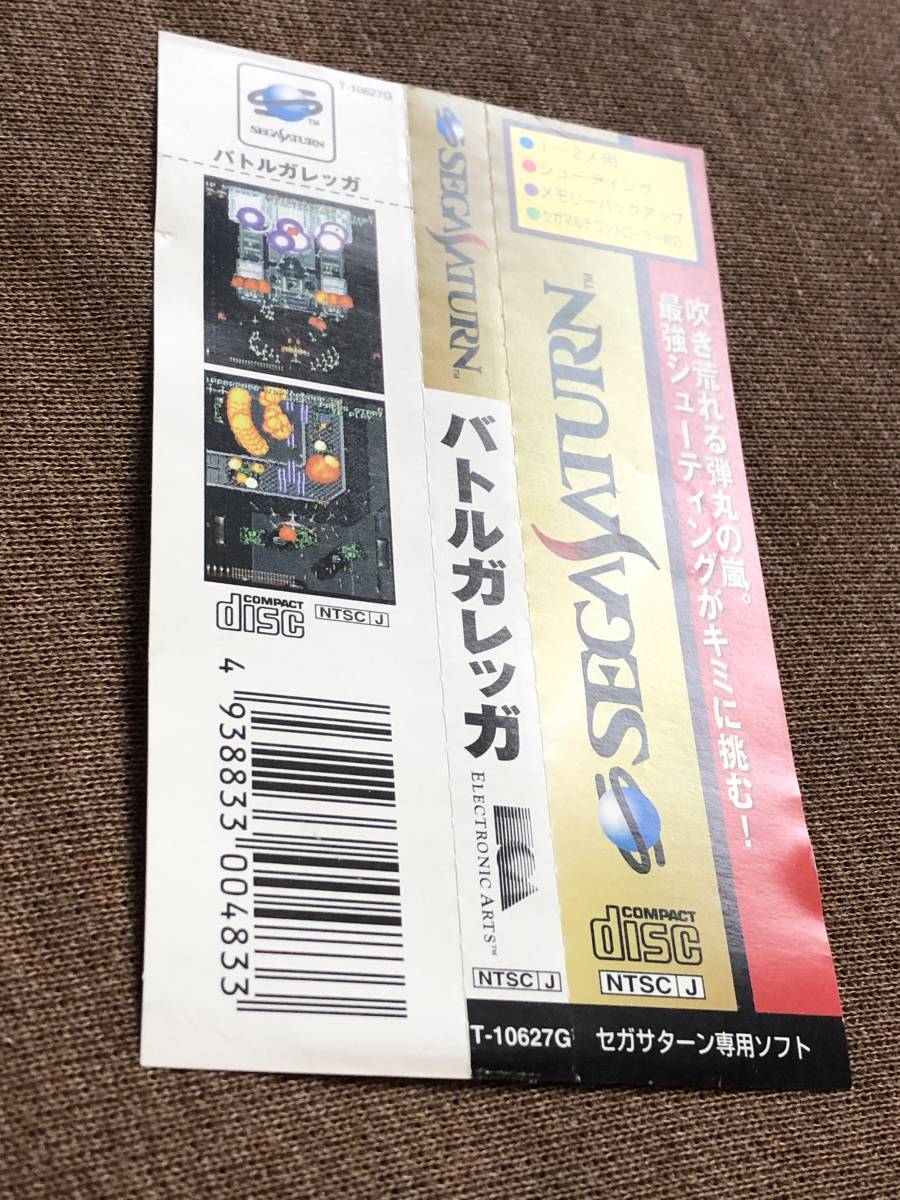 SEGA SATURN™
T-10627G
バトルガレッガ
COMPACT
disc
NTSC J
4 938833 004833
SEGA SATURN™
バトルガレッガ
ELECTRONIC ARTS™
NTSC J
T-10627G
1〜2人用
シューティング
メモリーバックアップ
セガマルチコントローラー対応
SEGA SATURN™
COMPACT
disc
NTSC J
吹き荒れる弾丸の嵐。
最強シューティングがキミに挑む!
セガサターン専用ソフト